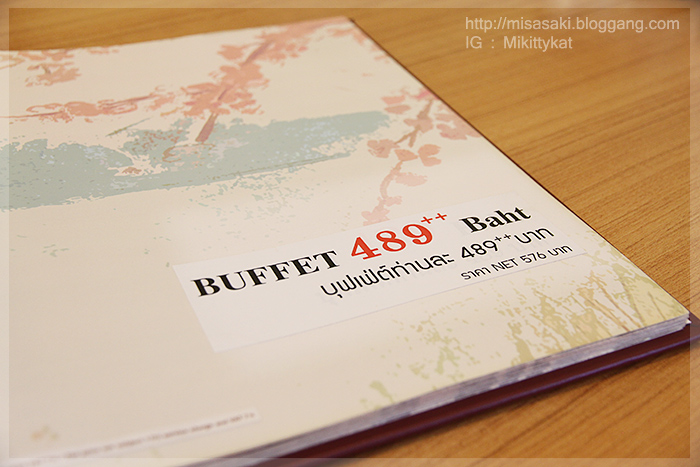 http://misasaki.bloggang.com
IG : Mikittykat
BUFFET 489++ Baht
บุฟเฟ่ต์ท่านละ 489++บาท
ราคา NET 576 บาท